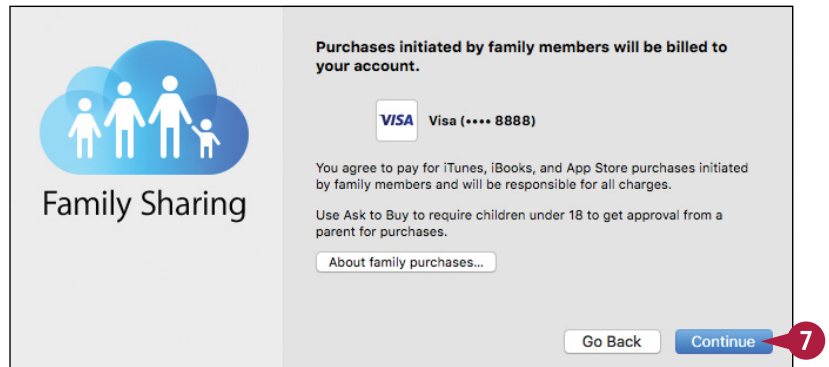 Purchases initiated by family members will be billed to
your account.
VISA Visa (•••• 8888)
You agree to pay for iTunes, iBooks, and App Store purchases initiated
by family members and will be responsible for all charges.
Family Sharing
Use Ask to Buy to require children under 18 to get approval from a
parent for purchases.
About family purchases...
Go Back Continue 7